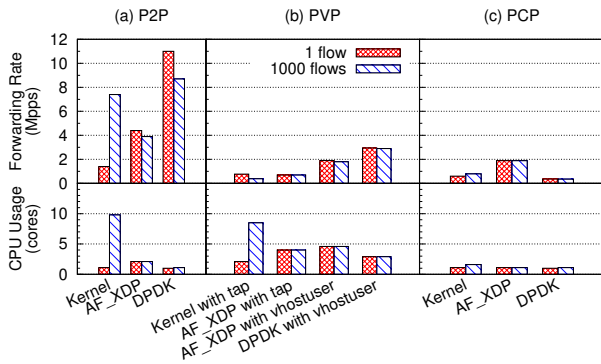 (a) P2P (b) PVP (c) PCP
1 flow
1000 flows
Forwarding Rate
(Mpps)
12
10
8
6
4
2
0
CPU Usage
(cores)
10
5
0
Kernel
AF_XDP
DPDK
Kernel with tap
AF_XDP with tap
AF_XDP with vhostuser
DPDK with vhostuser
Kernel
AF_XDP
DPDK